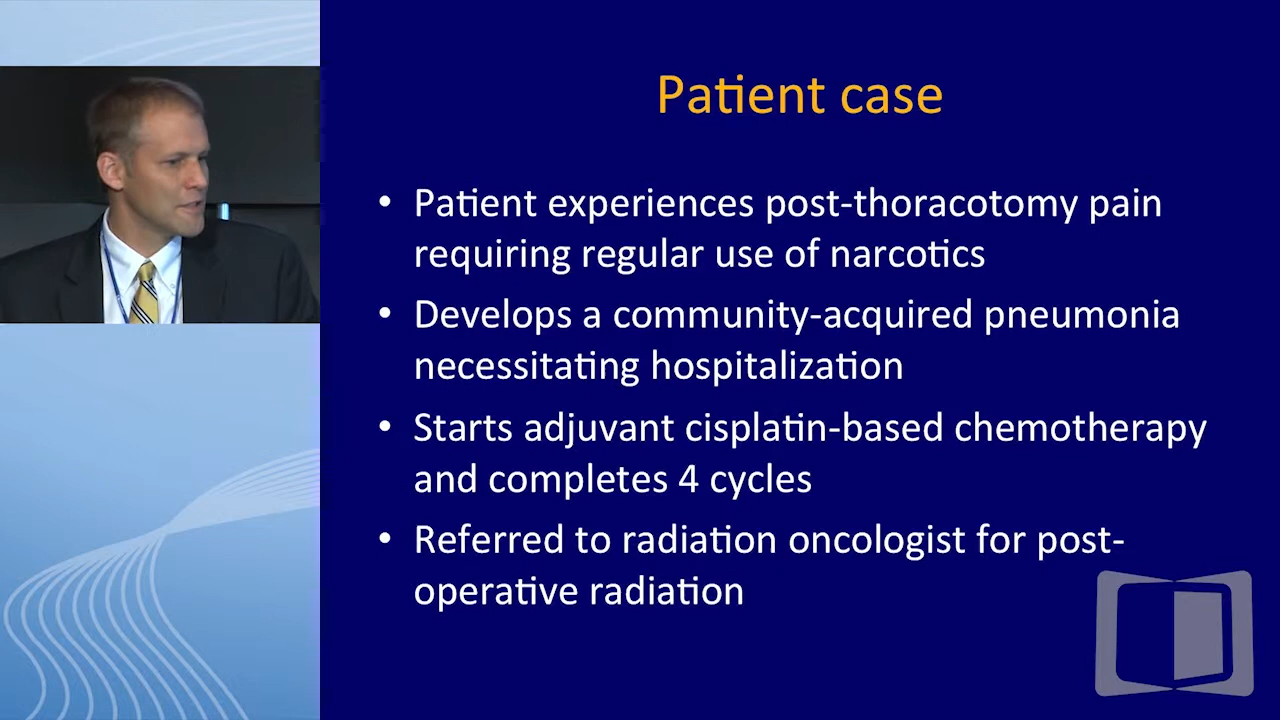 Patient case
• Patient experiences post-thoracotomy pain
requiring regular use of narcotics
• Develops a community-acquired pneumonia
necessitating hospitalization
• Starts adjuvant cisplatin-based chemotherapy
and completes 4 cycles
• Referred to radiation oncologist for post-
operative radiation